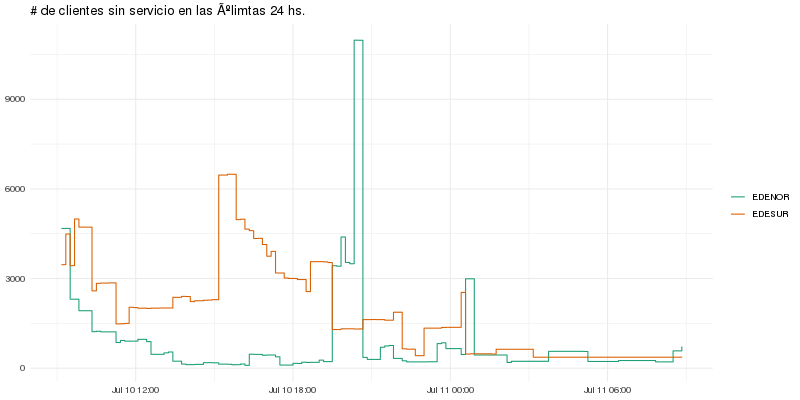 # de clientes sin servicio en las Ãºlimtas 24 hs.
9000
6000
3000
0
Jul 10 12:00
Jul 10 18:00
Jul 11 00:00
Jul 11 06:00
EDENOR
EDESUR